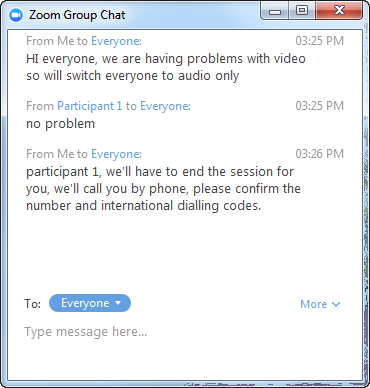 Zoom Group Chat
From Me to Everyone: 03:25 PM
HI everyone, we are having problems with video
so will switch everyone to audio only
From Participant 1 to Everyone: 03:25 PM
no problem
From Me to Everyone: 03:26 PM
participant 1, we'll have to end the session for
you, we'll call you by phone, please confirm the
number and international dialling codes.
To: Everyone More
Type message here...